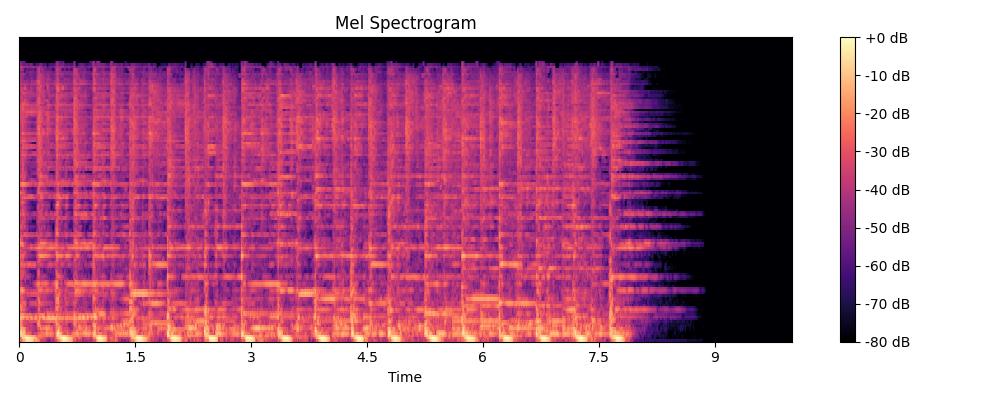 Mel Spectrogram
+0 dB
-10 dB
-20 dB
-30 dB
-40 dB
-50 dB
-60 dB
-70 dB
-80 dB
0 1.5 3 4.5 6 7.5 9
Time